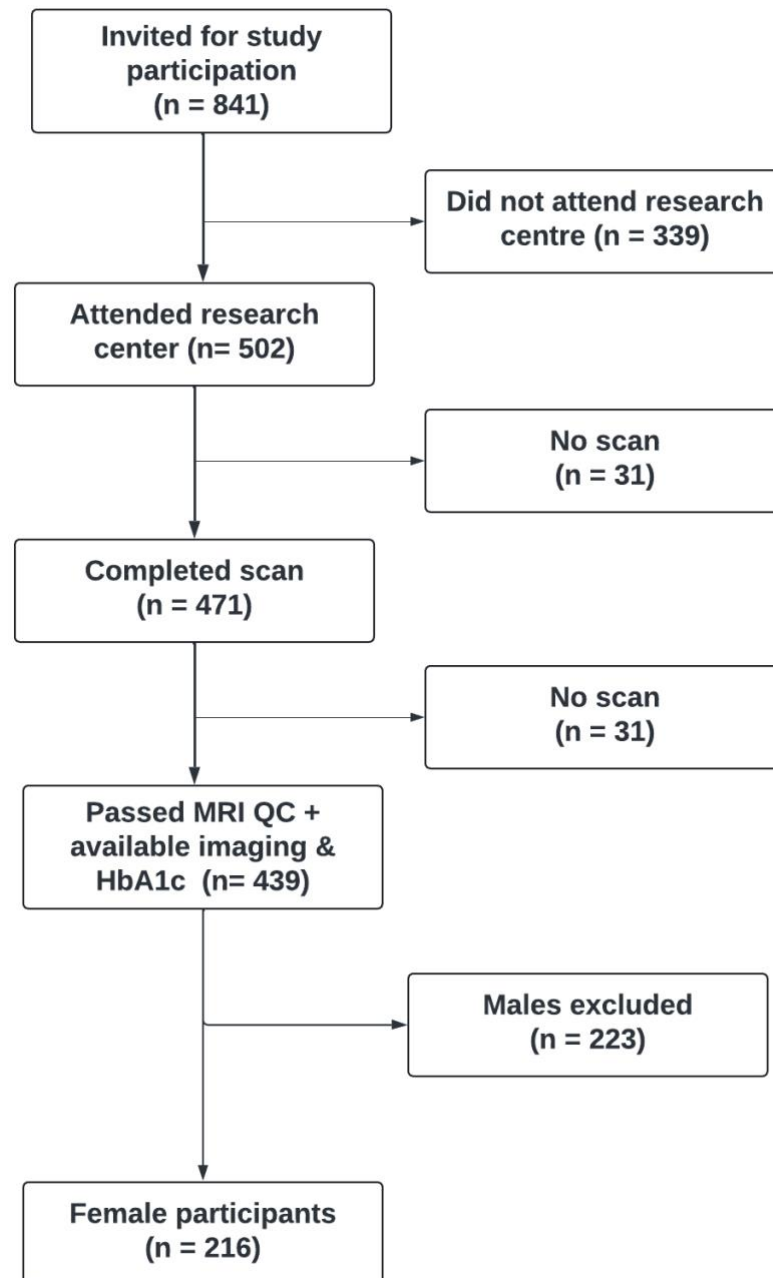 Invited for study
participation
(n = 841)
Did not attend research
centre (n = 339)
Attended research
center (n= 502)
No scan
(n = 31)
Completed scan
(n = 471)
No scan
(n = 31)
Passed MRI QC +
available imaging &
HbA1c (n= 439)
Males excluded
(n = 223)
Female participants
(n = 216)